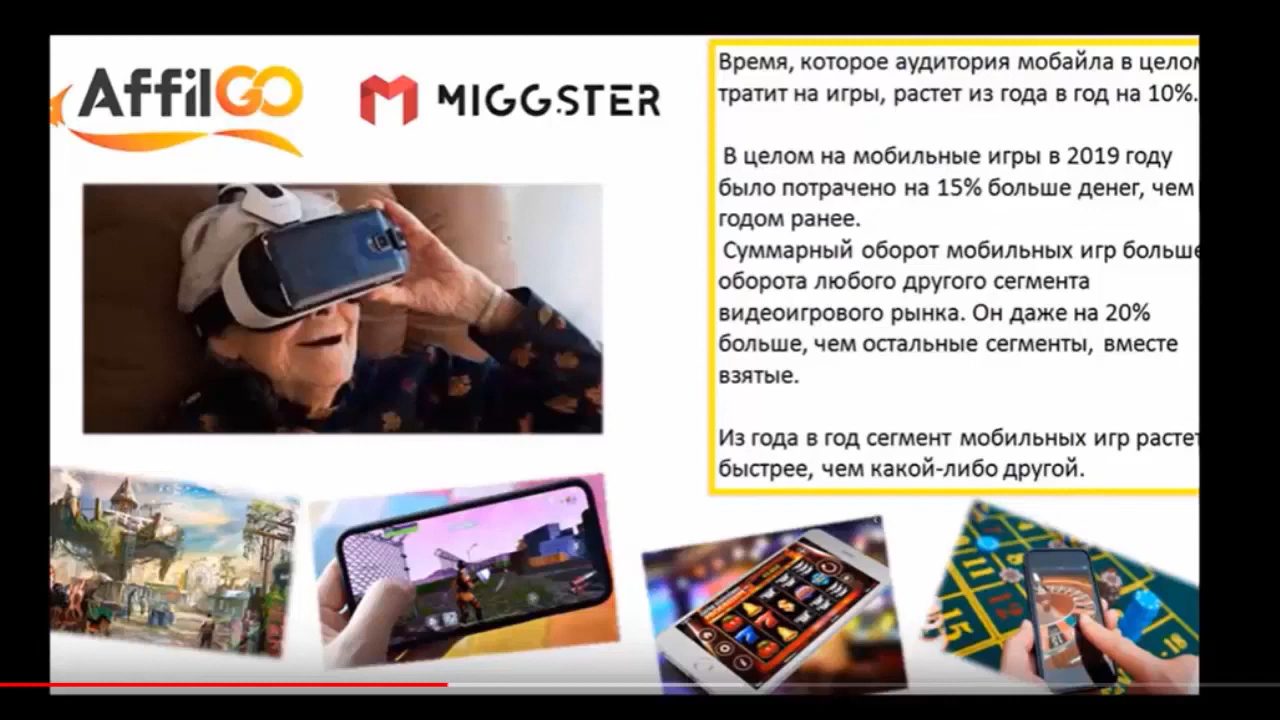 AffilGO
MIGGSTER
Время, которое аудитория мобайла в целом
тратит на игры, растет из года в год на 10%.
В целом на мобильные игры в 2019 году
было потрачено на 15% больше денег, чем
годом ранее.
Суммарный оборот мобильных игр больше
оборота любого другого сегмента
видеоигрового рынка. Он даже на 20%
больше, чем остальные сегменты, вместе
взятые.
Из года в год сегмент мобильных игр растет
быстрее, чем какой-либо другой.
12
15